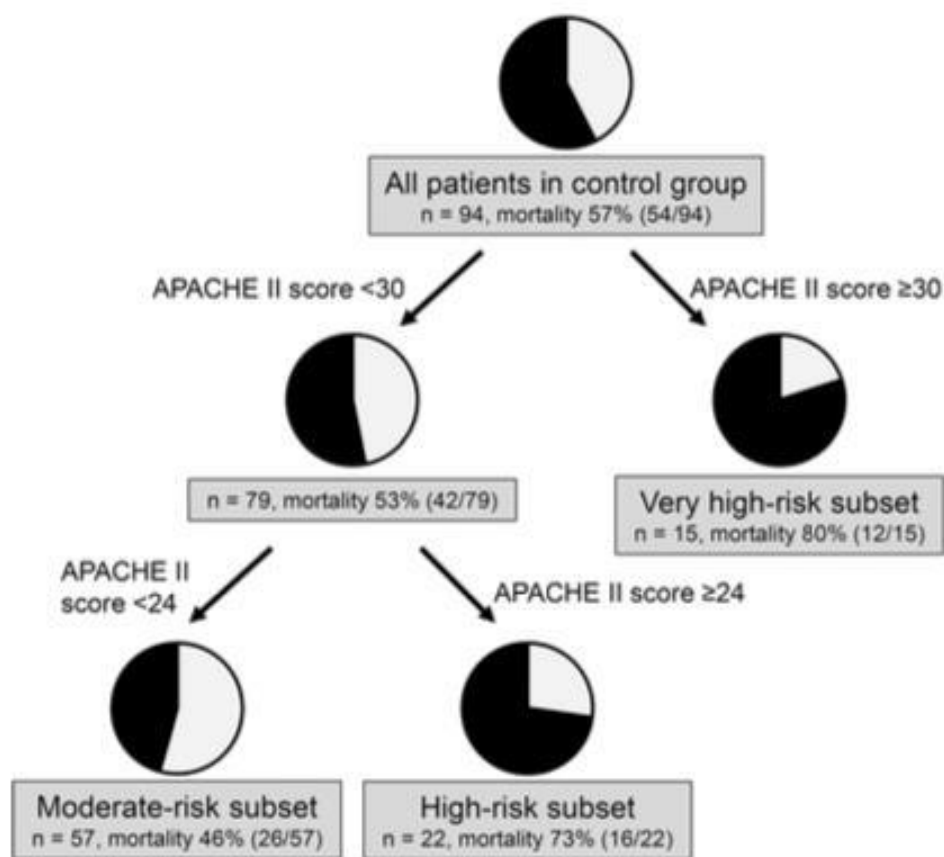 All patients in control group
n = 94, mortality 57% (54/94)
APACHE II score <30
APACHE II score ≥30
n = 79, mortality 53% (42/79)
Very high-risk subset
n = 15, mortality 80% (12/15)
APACHE II
score <24
APACHE II score ≥24
Moderate-risk subset
n = 57, mortality 46% (26/57)
High-risk subset
n = 22, mortality 73% (16/22)